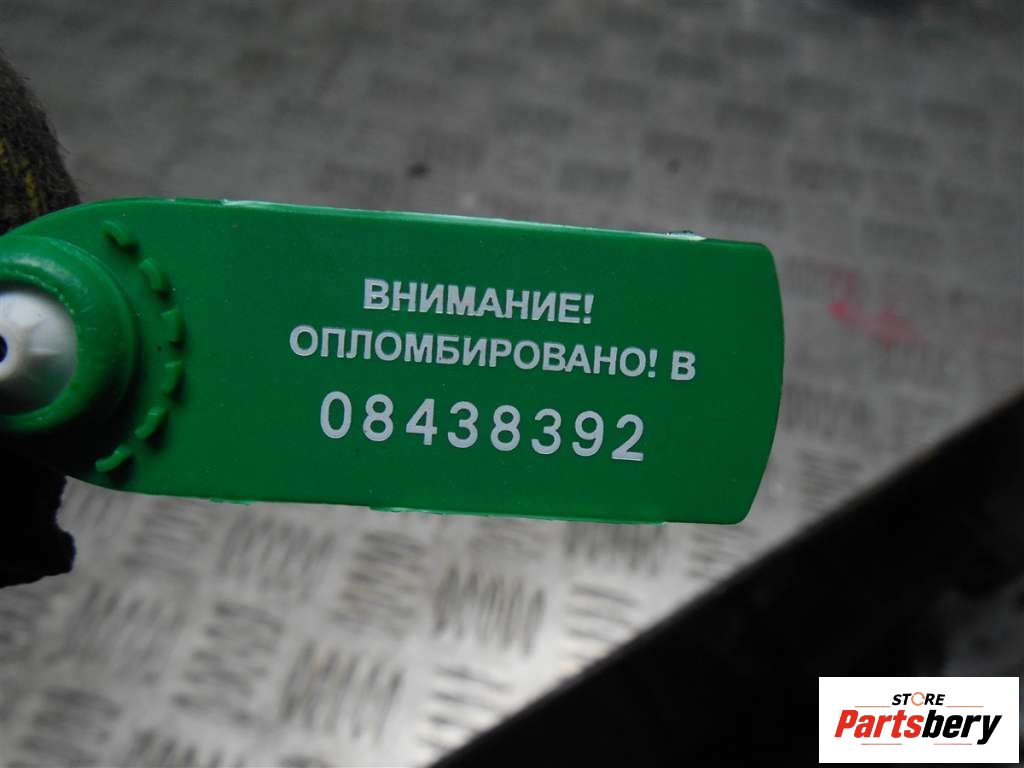 ВНИМАНИЕ!
ОПЛОМБИРОВАНО! В
08438392
STORE
Partsbery